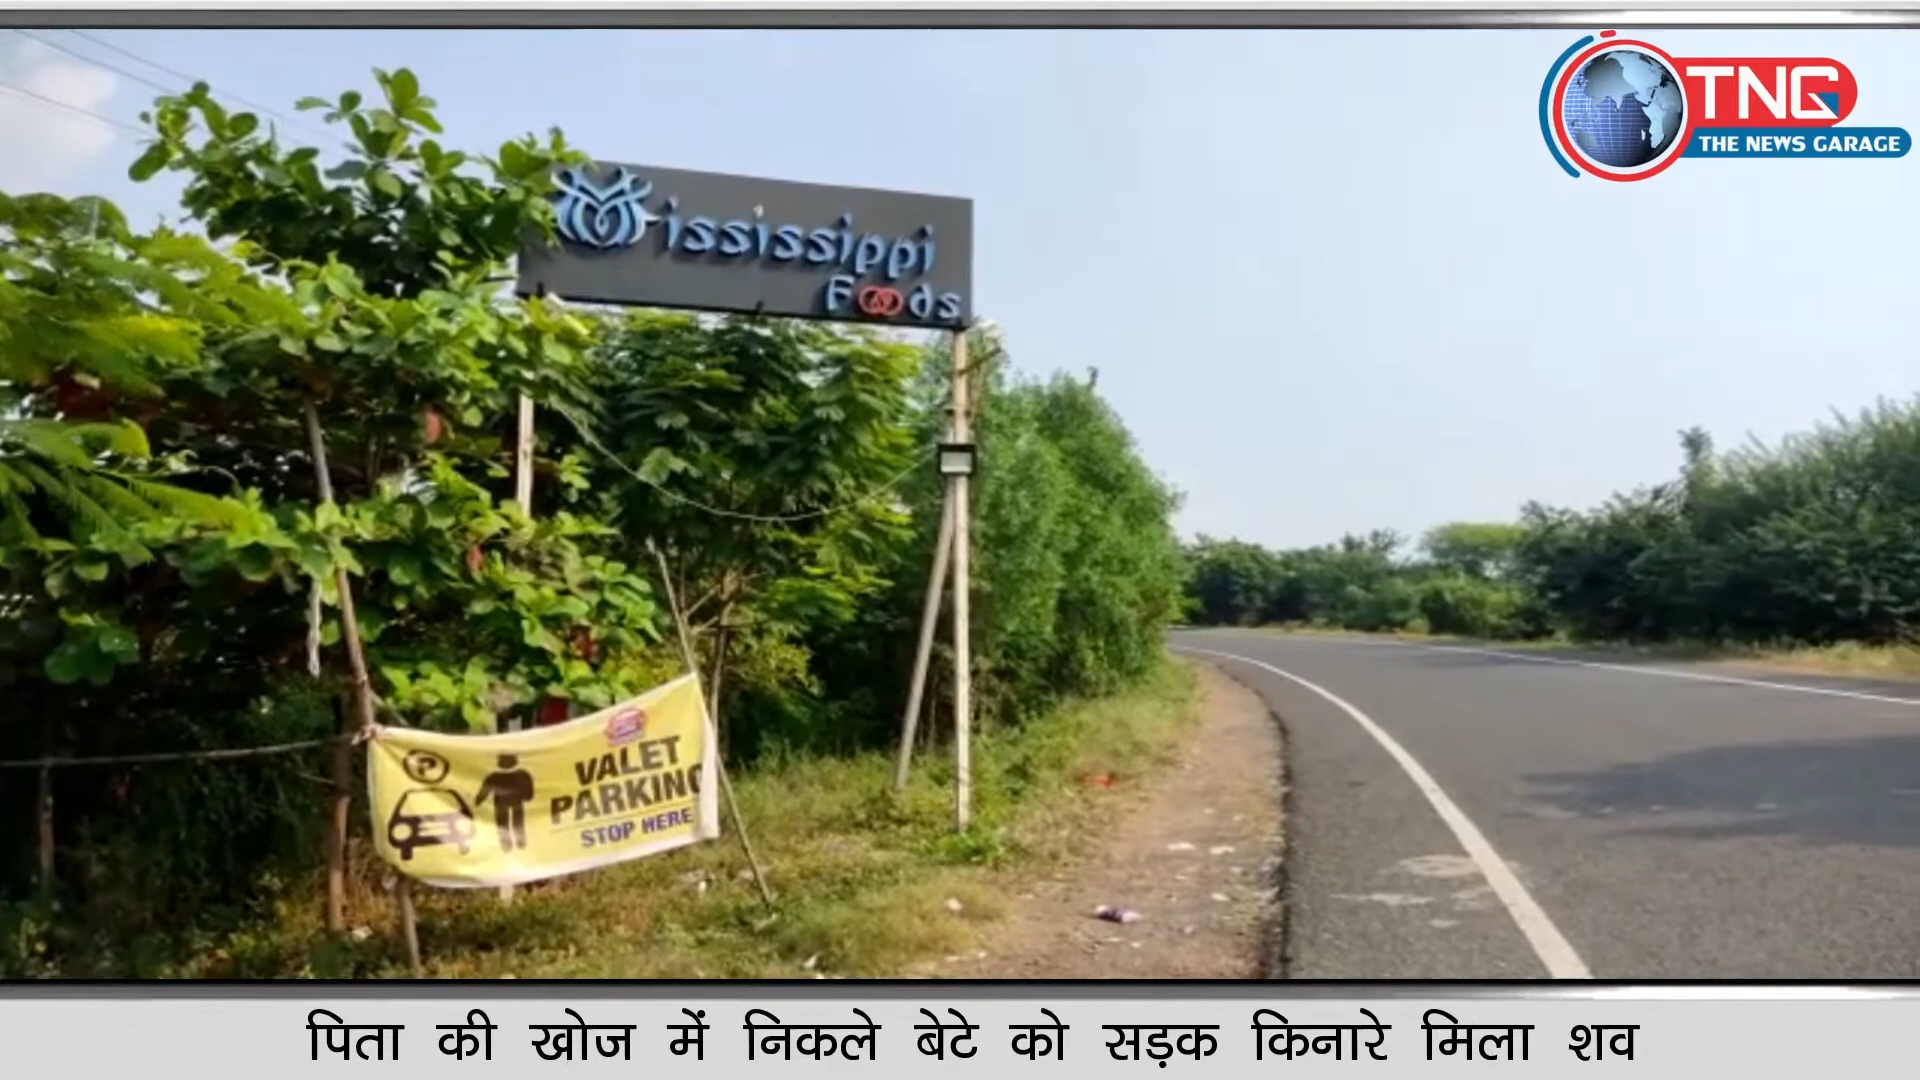 TNG
THE NEWS GARAGE
Mississippi
Foods
P
VALET
PARKING
STOP HERE
पिता की खोज में निकले बेटे को सड़क किनारे मिला शव